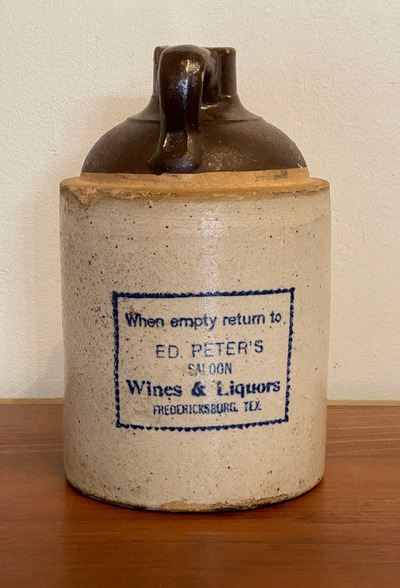 When empty return to
ED. PETER'S
SALOON
Wines & Liquors
FREDERICKSBURG, TEX.